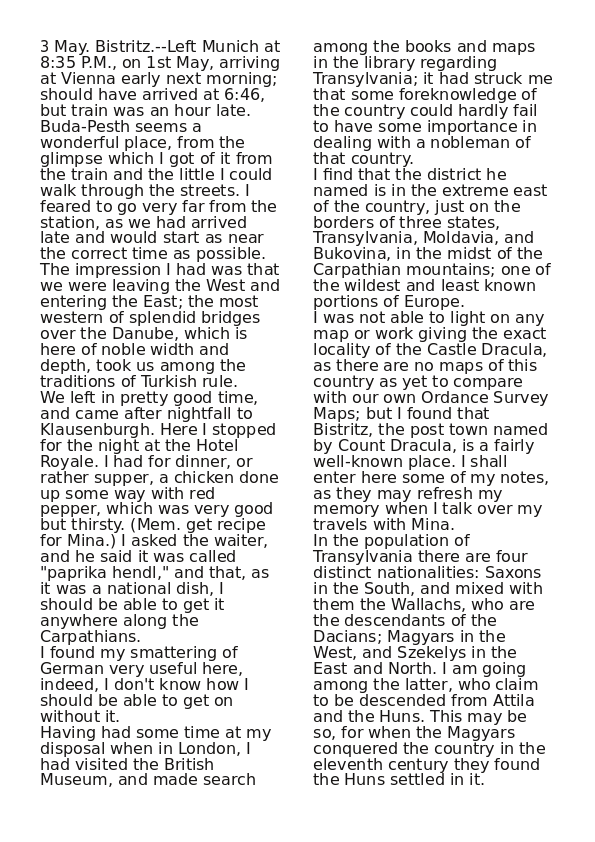 3 May. Bistritz.--Left Munich at
8:35 P.M., on 1st May, arriving
at Vienna early next morning;
should have arrived at 6:46,
but train was an hour late.
Buda-Pesth seems a
wonderful place, from the
glimpse which I got of it from
the train and the little I could
walk through the streets. I
feared to go very far from the
station, as we had arrived
late and would start as near
the correct time as possible.
The impression I had was that
we were leaving the West and
entering the East; the most
western of splendid bridges
over the Danube, which is
here of noble width and
depth, took us among the
traditions of Turkish rule.
We left in pretty good time,
and came after nightfall to
Klausenburgh. Here I stopped
for the night at the Hotel
Royale. I had for dinner, or
rather supper, a chicken done
up some way with red
pepper, which was very good
but thirsty. (Mem. get recipe
for Mina.) I asked the waiter,
and he said it was called
"paprika hendl," and that, as
it was a national dish, I
should be able to get it
anywhere along the
Carpathians.
I found my smattering of
German very useful here,
indeed, I don't know how I
should be able to get on
without it.
Having had some time at my
disposal when in London, I
had visited the British
Museum, and made search
among the books and maps
in the library regarding
Transylvania; it had struck me
that some foreknowledge of
the country could hardly fail
to have some importance in
dealing with a nobleman of
that country.
I find that the district he
named is in the extreme east
of the country, just on the
borders of three states,
Transylvania, Moldavia, and
Bukovina, in the midst of the
Carpathian mountains; one of
the wildest and least known
portions of Europe.
I was not able to light on any
map or work giving the exact
locality of the Castle Dracula,
as there are no maps of this
country as yet to compare
with our own Ordance Survey
Maps; but I found that
Bistritz, the post town named
by Count Dracula, is a fairly
well-known place. I shall
enter here some of my notes,
as they may refresh my
memory when I talk over my
travels with Mina.
In the population of
Transylvania there are four
distinct nationalities: Saxons
in the South, and mixed with
them the Wallachs, who are
the descendants of the
Dacians; Magyars in the
West, and Szekelys in the
East and North. I am going
among the latter, who claim
to be descended from Attila
and the Huns. This may be
so, for when the Magyars
conquered the country in the
eleventh century they found
the Huns settled in it.